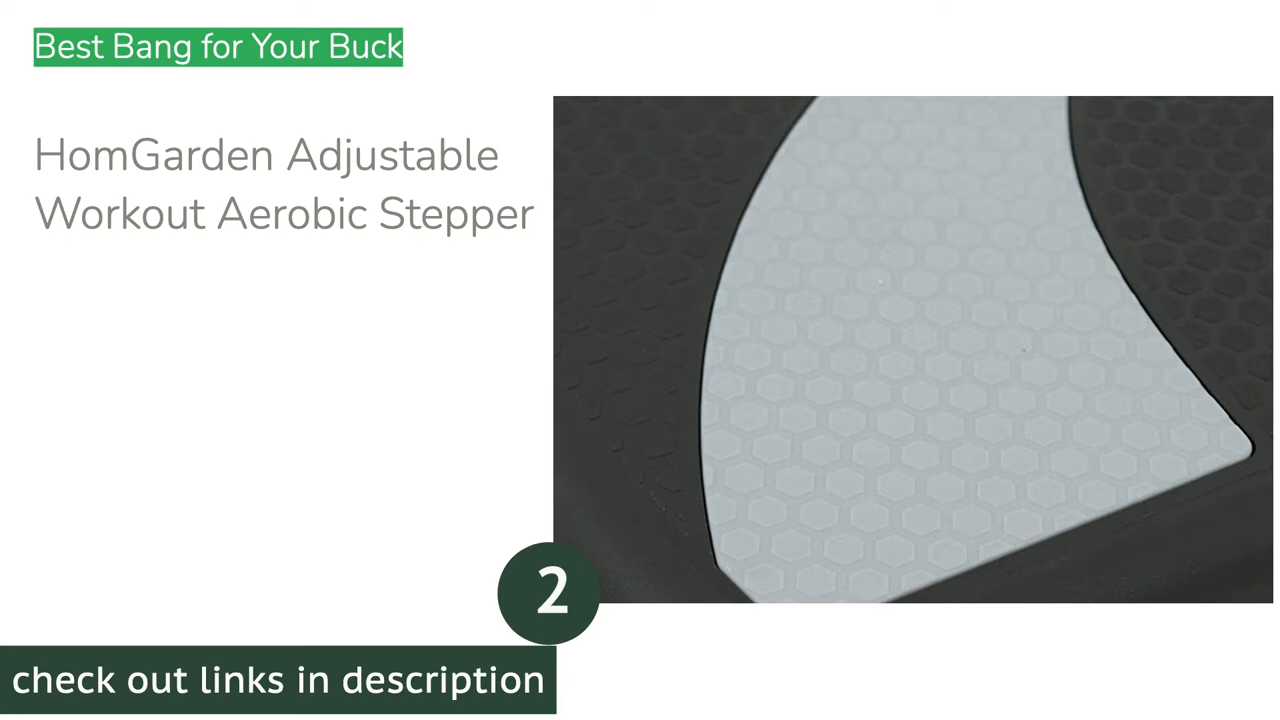 Best Bang for Your Buck
HomGarden Adjustable
Workout Aerobic Stepper
2
check out links in description